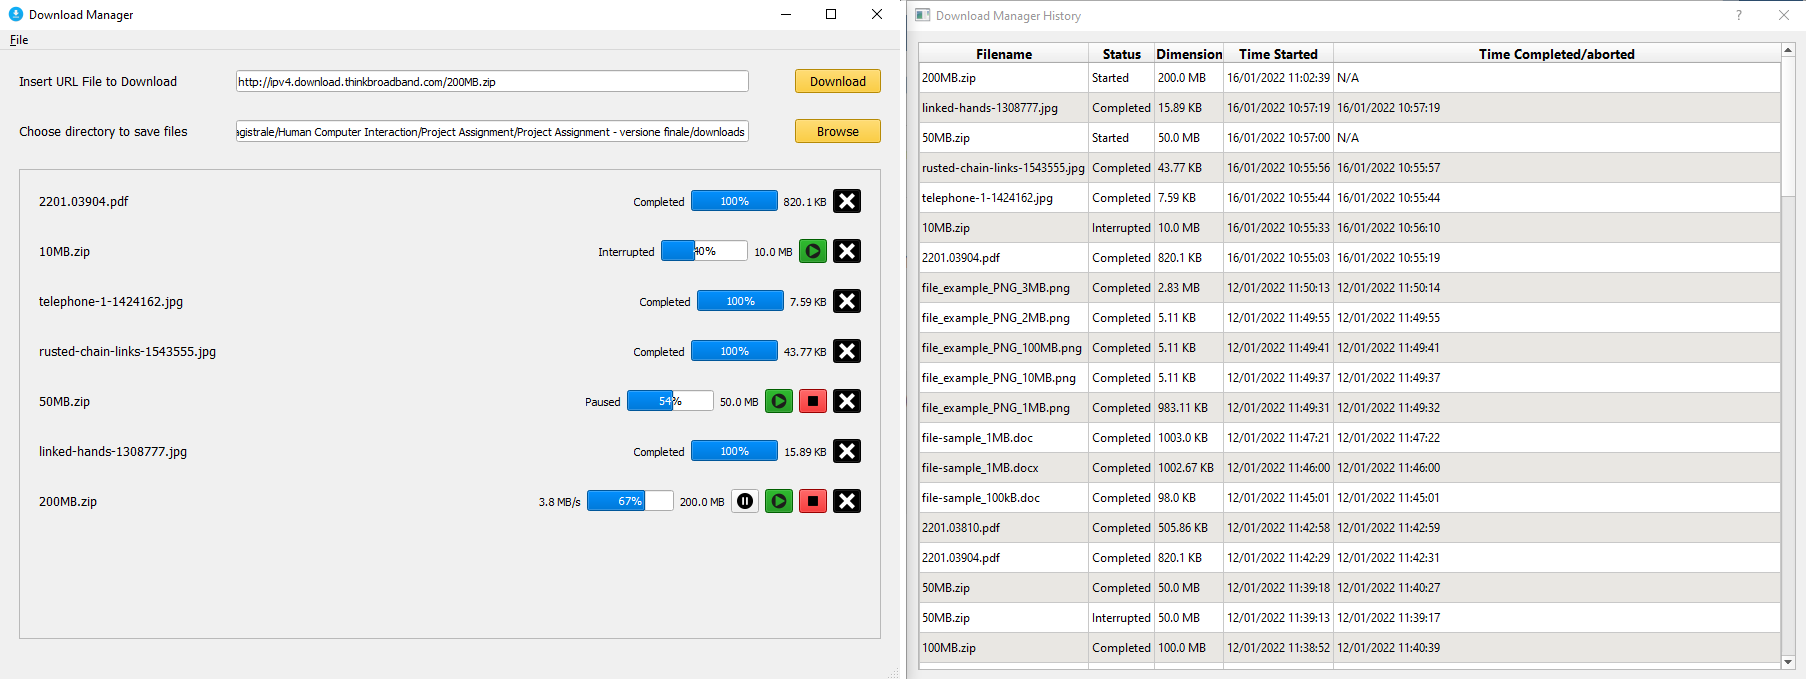 Download Manager
File
Insert URL File to Download http://ipv4.download.thinkbroadband.com/200MB.zip Download
Choose directory to save files agistrale/Human Computer Interaction/Project Assignment/Project Assignment - versione finale/downloads Browse
2201.03904.pdf Completed 100% 820.1 KB
10MB.zip Interrupted 40% 10.0 MB
telephone-1-1424162.jpg Completed 100% 7.59 KB
rusted-chain-links-1543555.jpg Completed 100% 43.77 KB
50MB.zip Paused 54% 50.0 MB
linked-hands-1308777.jpg Completed 100% 15.89 KB
200MB.zip 3.8 MB/s 67% 200.0 MB
Download Manager History ?
Filename Status Dimension Time Started Time Completed/aborted
200MB.zip Started 200.0 MB 16/01/2022 11:02:39 N/A
linked-hands-1308777.jpg Completed 15.89 KB 16/01/2022 10:57:19 16/01/2022 10:57:19
50MB.zip Started 50.0 MB 16/01/2022 10:57:00 N/A
rusted-chain-links-1543555.jpg Completed 43.77 KB 16/01/2022 10:55:56 16/01/2022 10:55:57
telephone-1-1424162.jpg Completed 7.59 KB 16/01/2022 10:55:44 16/01/2022 10:55:44
10MB.zip Interrupted 10.0 MB 16/01/2022 10:55:33 16/01/2022 10:56:10
2201.03904.pdf Completed 820.1 KB 16/01/2022 10:55:03 16/01/2022 10:55:19
file_example_PNG_3MB.png Completed 2.83 MB 12/01/2022 11:50:13 12/01/2022 11:50:14
file_example_PNG_2MB.png Completed 5.11 KB 12/01/2022 11:49:55 12/01/2022 11:49:55
file_example_PNG_100MB.png Completed 5.11 KB 12/01/2022 11:49:41 12/01/2022 11:49:41
file_example_PNG_10MB.png Completed 5.11 KB 12/01/2022 11:49:37 12/01/2022 11:49:37
file_example_PNG_1MB.png Completed 983.11 KB 12/01/2022 11:49:31 12/01/2022 11:49:32
file-sample_1MB.doc Completed 1003.0 KB 12/01/2022 11:47:21 12/01/2022 11:47:22
file-sample_1MB.docx Completed 1002.67 KB 12/01/2022 11:46:00 12/01/2022 11:46:00
file-sample_100kB.doc Completed 98.0 KB 12/01/2022 11:45:01 12/01/2022 11:45:01
2201.03810.pdf Completed 505.86 KB 12/01/2022 11:42:58 12/01/2022 11:42:59
2201.03904.pdf Completed 820.1 KB 12/01/2022 11:42:29 12/01/2022 11:42:31
50MB.zip Completed 50.0 MB 12/01/2022 11:39:18 12/01/2022 11:40:27
50MB.zip Interrupted 50.0 MB 12/01/2022 11:39:13 12/01/2022 11:39:17
100MB.zip Completed 100.0 MB 12/01/2022 11:38:52 12/01/2022 11:40:39